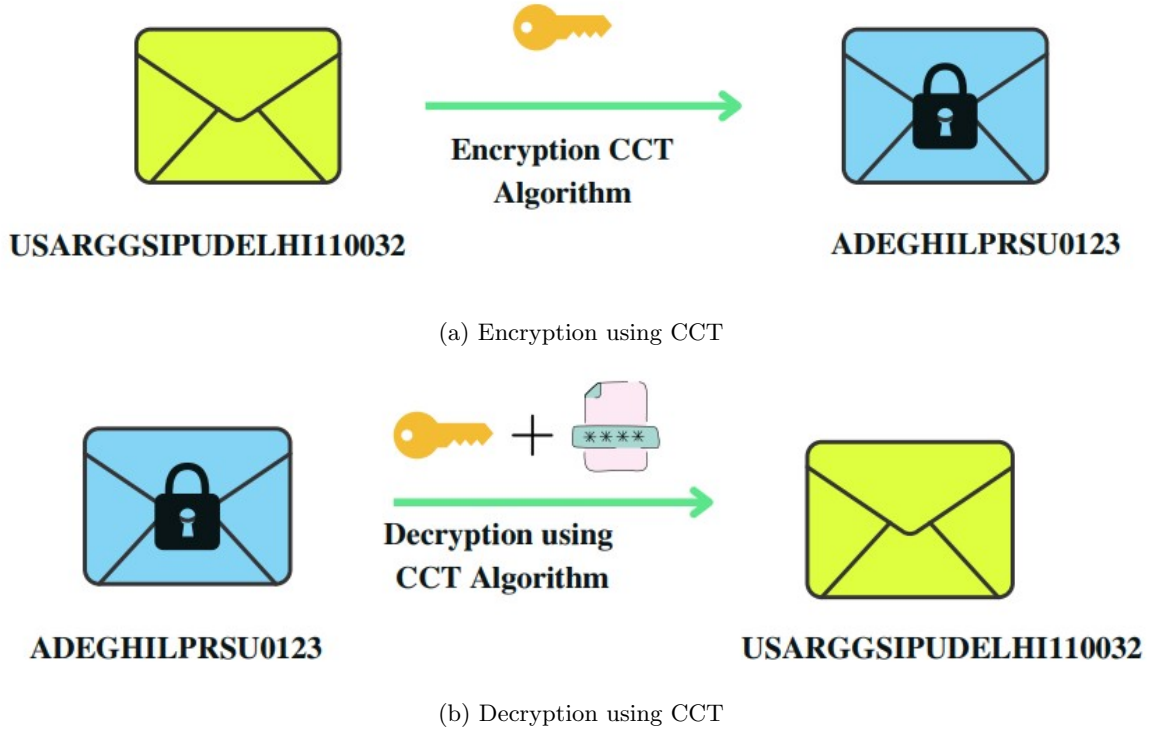 Encryption CCT
Algorithm
USARGGSIPUDELHI110032
ADEGHILPRSU0123
(a) Encryption using CCT
****
Decryption using
CCT Algorithm
ADEGHILPRSU0123
USARGGSIPUDELHI110032
(b) Decryption using CCT